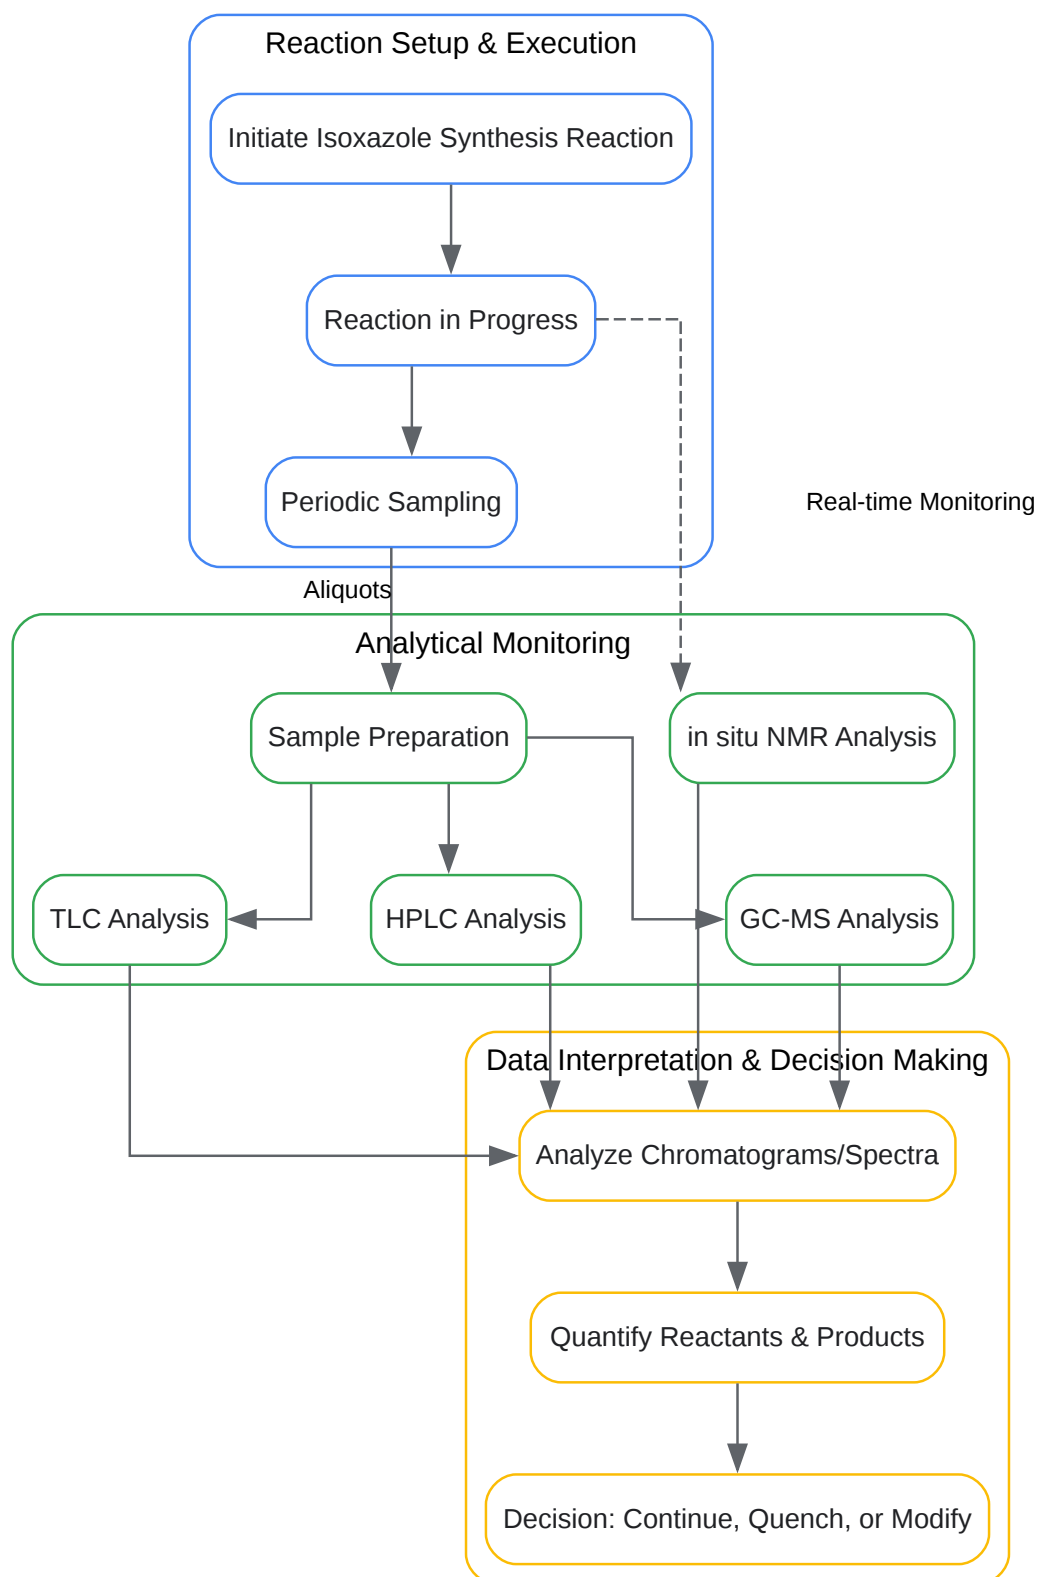 Reaction Setup & Execution
Initiate Isoxazole Synthesis Reaction
Reaction in Progress
Periodic Sampling
Real-time Monitoring
Aliquots
Analytical Monitoring
Sample Preparation
in situ NMR Analysis
TLC Analysis
HPLC Analysis
GC-MS Analysis
Data Interpretation & Decision Making
Analyze Chromatograms/Spectra
Quantify Reactants & Products
Decision: Continue, Quench, or Modify